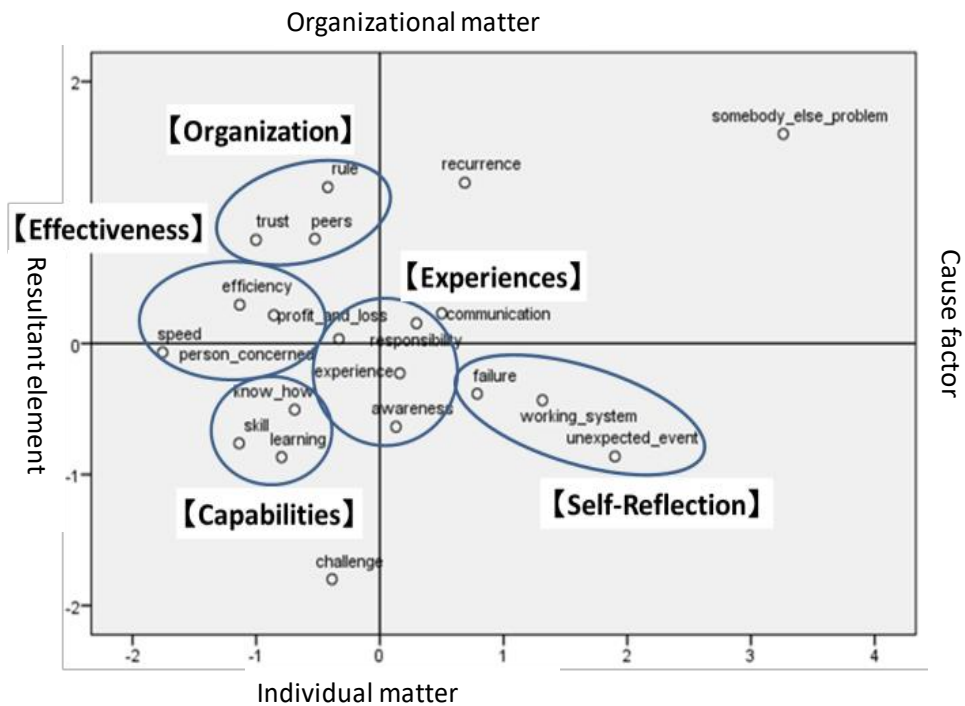 Organizational matter
2
somebody_else_problem
【Organization】
recurrence
rule
trust
peers
【Effectiveness】
【Experiences】
efficiency
profit_and_loss
communication
speed
responsibility
0
person_concerned
experience
failure
know_how
awareness
working_system
skill
learning
unexpected_event
-1
【Capabilities】
【Self-Reflection】
challenge
-2
-2
-1
0
1
2
3
4
Individual matter
Resultant element
Cause factor